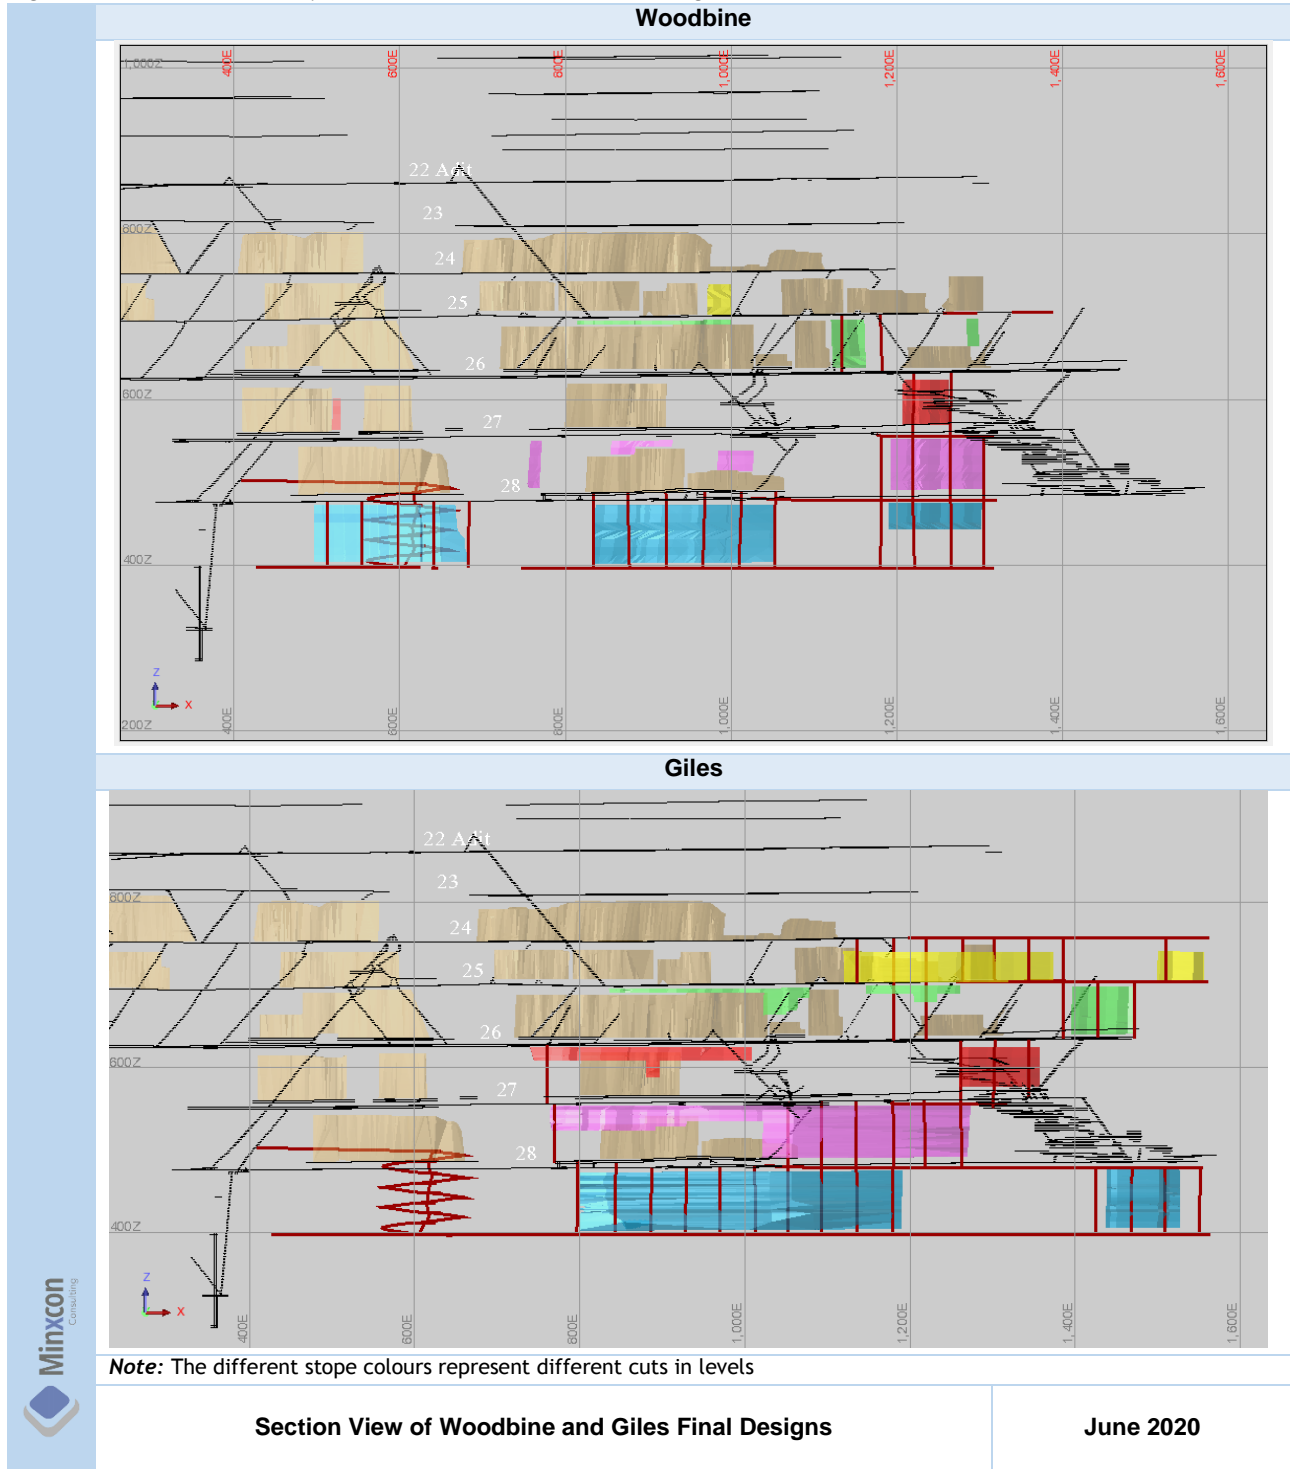 Woodbine
1,000Z
400E
600E
800E
1,000E
1,200E
1,400E
1,600E
22 Adit
23
800Z
24
25
26
600Z
27
28
400Z
Z
X
200Z
400E
600E
800E
1,000E
1,200E
1,400E
1,600E
Giles
22 Adit
23
800Z
24
25
26
600Z
27
28
400Z
Z
X
400E
600E
800E
1,000E
1,200E
1,400E
1,600E
Minxcon
Consulting
Note: The different stope colours represent different cuts in levels
Section View of Woodbine and Giles Final Designs
June 2020